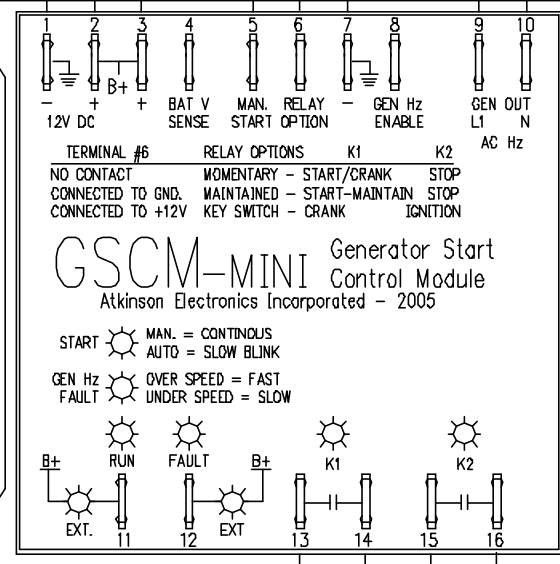 1 2 3 4 5 6 7 8 9 10
B+
- + + BAT V MAN. RELAY - GEN Hz GEN OUT
12V DC SENSE START OPTION ENABLE L1 N
AC Hz
TERMINAL #6 RELAY OPTIONS K1 K2
NO CONTACT MOMENTARY - START/CRANK STOP
CONNECTED TO GND. MAINTAINED - START-MAINTAIN STOP
CONNECTED TO +12V KEY SWITCH - CRANK IGNITION
GSCM-MINI Generator Start
Control Module
Atkinson Electronics Incorporated - 2005
START MAN. = CONTINOUS
AUTO = SLOW BLINK
GEN Hz OVER SPEED = FAST
FAULT UNDER SPEED = SLOW
B+ RUN FAULT B+ K1 K2
EXT. EXT
11 12 13 14 15 16